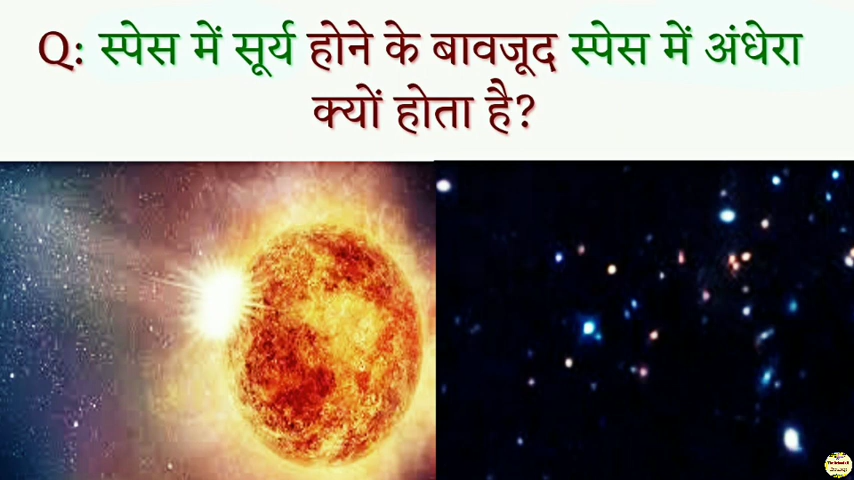 Q: स्पेस में सूर्य होने के बावजूद स्पेस में अंधेरा
क्यों होता है?